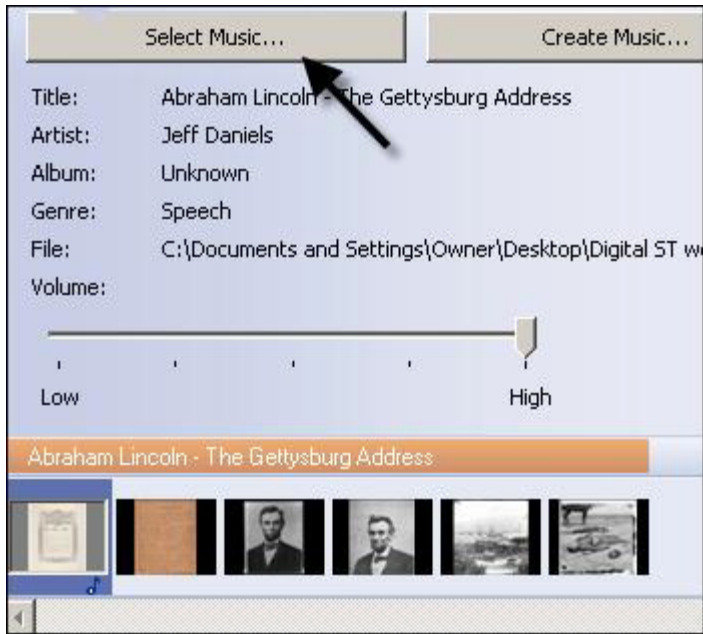 Select Music... Create Music...
Title: Abraham Lincoln - The Gettysburg Address
Artist: Jeff Daniels
Album: Unknown
Genre: Speech
File: C:\Documents and Settings\Owner\Desktop\Digital ST w
Volume:
Low High
Abraham Lincoln - The Gettysburg Address